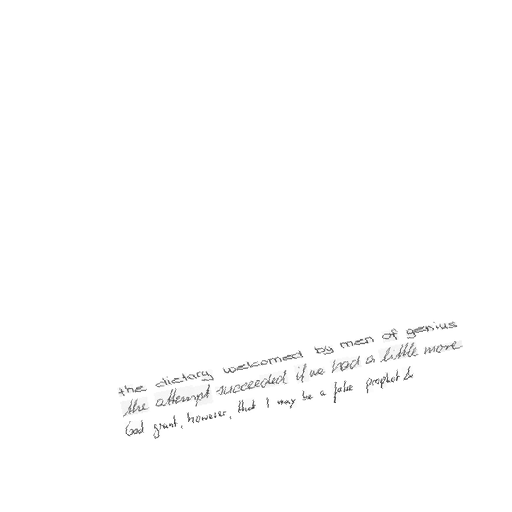 the dietary welcomed by men of genius
the attempt succeeded if we had a little more
God grant, however, that I may be a false prophet &